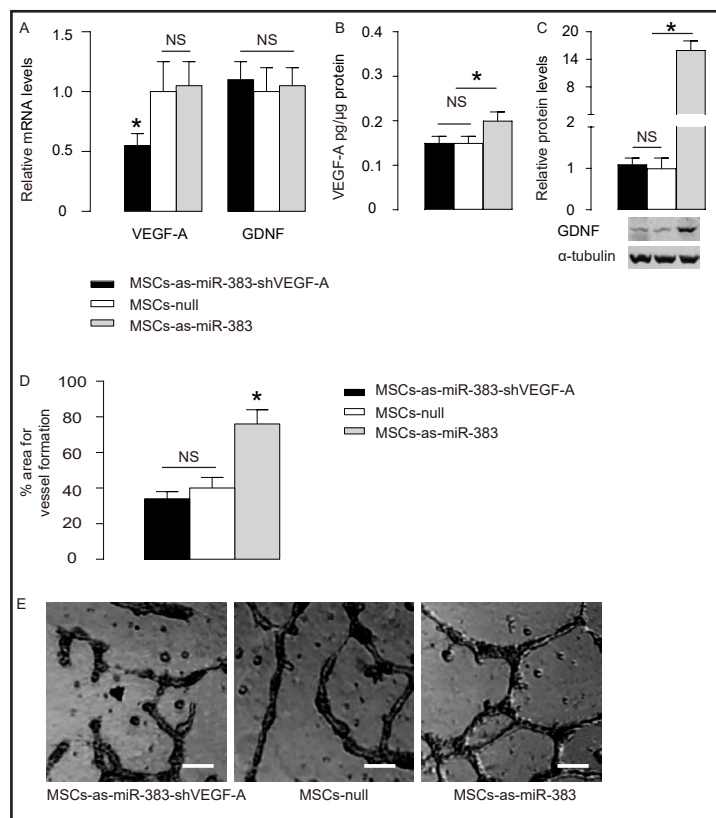 A
Relative mRNA levels
1.5
1.0
0.5
0
*
NS
NS
VEGF-A
GDNF
B
VEGF-A pg/µg protein
0.4
0.3
0.2
0.1
0
NS
*
C
Relative protein levels
20
14
8
2
1
0
NS
*
GDNF
α-tubulin
MSCs-as-miR-383-shVEGF-A
MSCs-null
MSCs-as-miR-383
D
% area for
vessel formation
100
80
60
40
20
0
NS
*
MSCs-as-miR-383-shVEGF-A
MSCs-null
MSCs-as-miR-383
E
MSCs-as-miR-383-shVEGF-A
MSCs-null
MSCs-as-miR-383